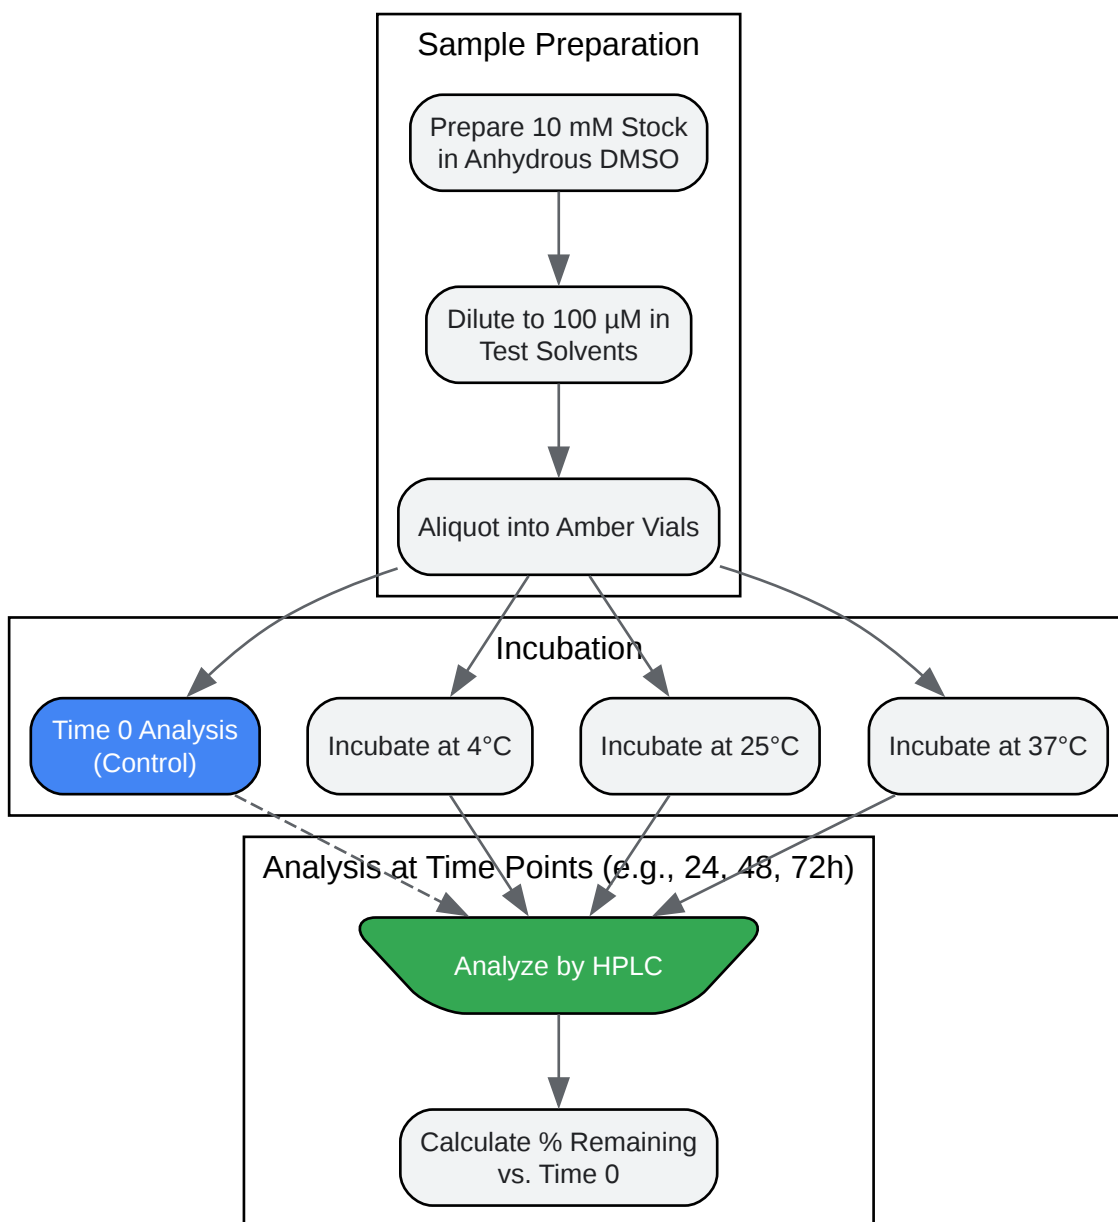 Sample Preparation
Prepare 10 mM Stock
in Anhydrous DMSO
Dilute to 100 µM in
Test Solvents
Aliquot into Amber Vials
Incubation
Time 0 Analysis
(Control)
Incubate at 4°C
Incubate at 25°C
Incubate at 37°C
Analysis at Time Points (e.g., 24, 48, 72h)
Analyze by HPLC
Calculate % Remaining
vs. Time 0